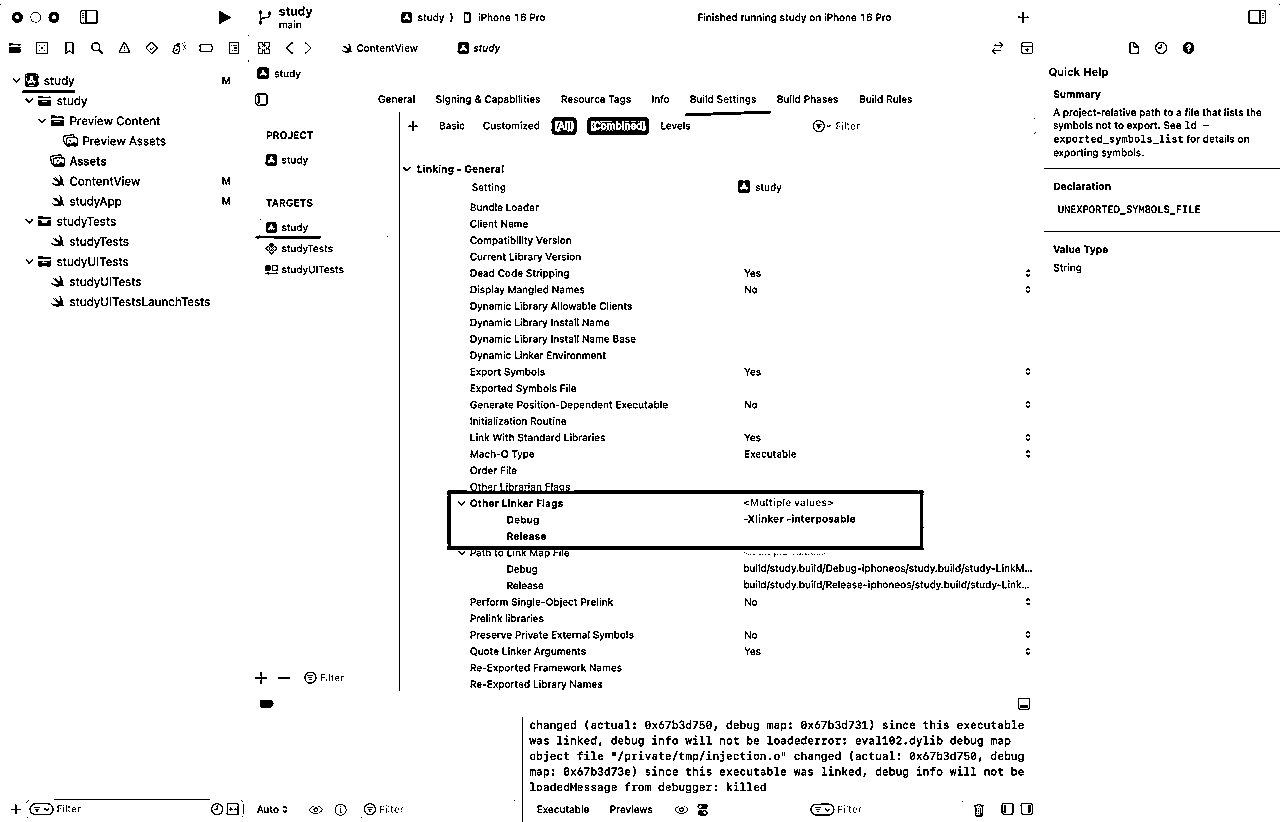 study
main
study
iPhone 16 Pro
Finished running study on iPhone 16 Pro
ContentView
study
study M
study
Preview Content
Preview Assets
Assets
ContentView M
studyApp M
studyTests
studyTests
studyUITests
studyUITests
studyUITestsLaunchTests
Filter
study
PROJECT
study
TARGETS
study
studyTests
studyUITests
Filter
General Signing & Capabilities Resource Tags Info Build Settings Build Phases Build Rules
Basic Customized All Combined Levels Filter
Linking - General
Setting study
Bundle Loader
Client Name
Compatibility Version
Current Library Version
Dead Code Stripping Yes
Display Mangled Names No
Dynamic Library Allowable Clients
Dynamic Library Install Name
Dynamic Library Install Name Base
Dynamic Linker Environment
Export Symbols Yes
Exported Symbols File
Generate Position-Dependent Executable No
Initialization Routine
Link With Standard Libraries Yes
Mach-O Type Executable
Order File
Other Librarian Flags
Other Linker Flags <Multiple values>
Debug -Xlinker -interposable
Release
Path to Link Map File
Debug build/study.build/Debug-iphoneos/study.build/study-LinkM...
Release build/study.build/Release-iphoneos/study.build/study-Link...
Perform Single-Object Prelink No
Prelink libraries
Preserve Private External Symbols No
Quote Linker Arguments Yes
Re-Exported Framework Names
Re-Exported Library Names
changed (actual: 0x67b3d750, debug map: 0x67b3d731) since this executable
was linked, debug info will not be loadederror: eval102.dylib debug map
object file "/private/tmp/injection.o" changed (actual: 0x67b3d750, debug
map: 0x67b3d73e) since this executable was linked, debug info will not be
loadedMessage from debugger: killed
Auto Filter
Executable Previews Filter
Quick Help
Summary
A project-relative path to a file that lists the
symbols not to export. See ld -
exported_symbols_list for details on
exporting symbols.
Declaration
UNEXPORTED_SYMBOLS_FILE
Value Type
String